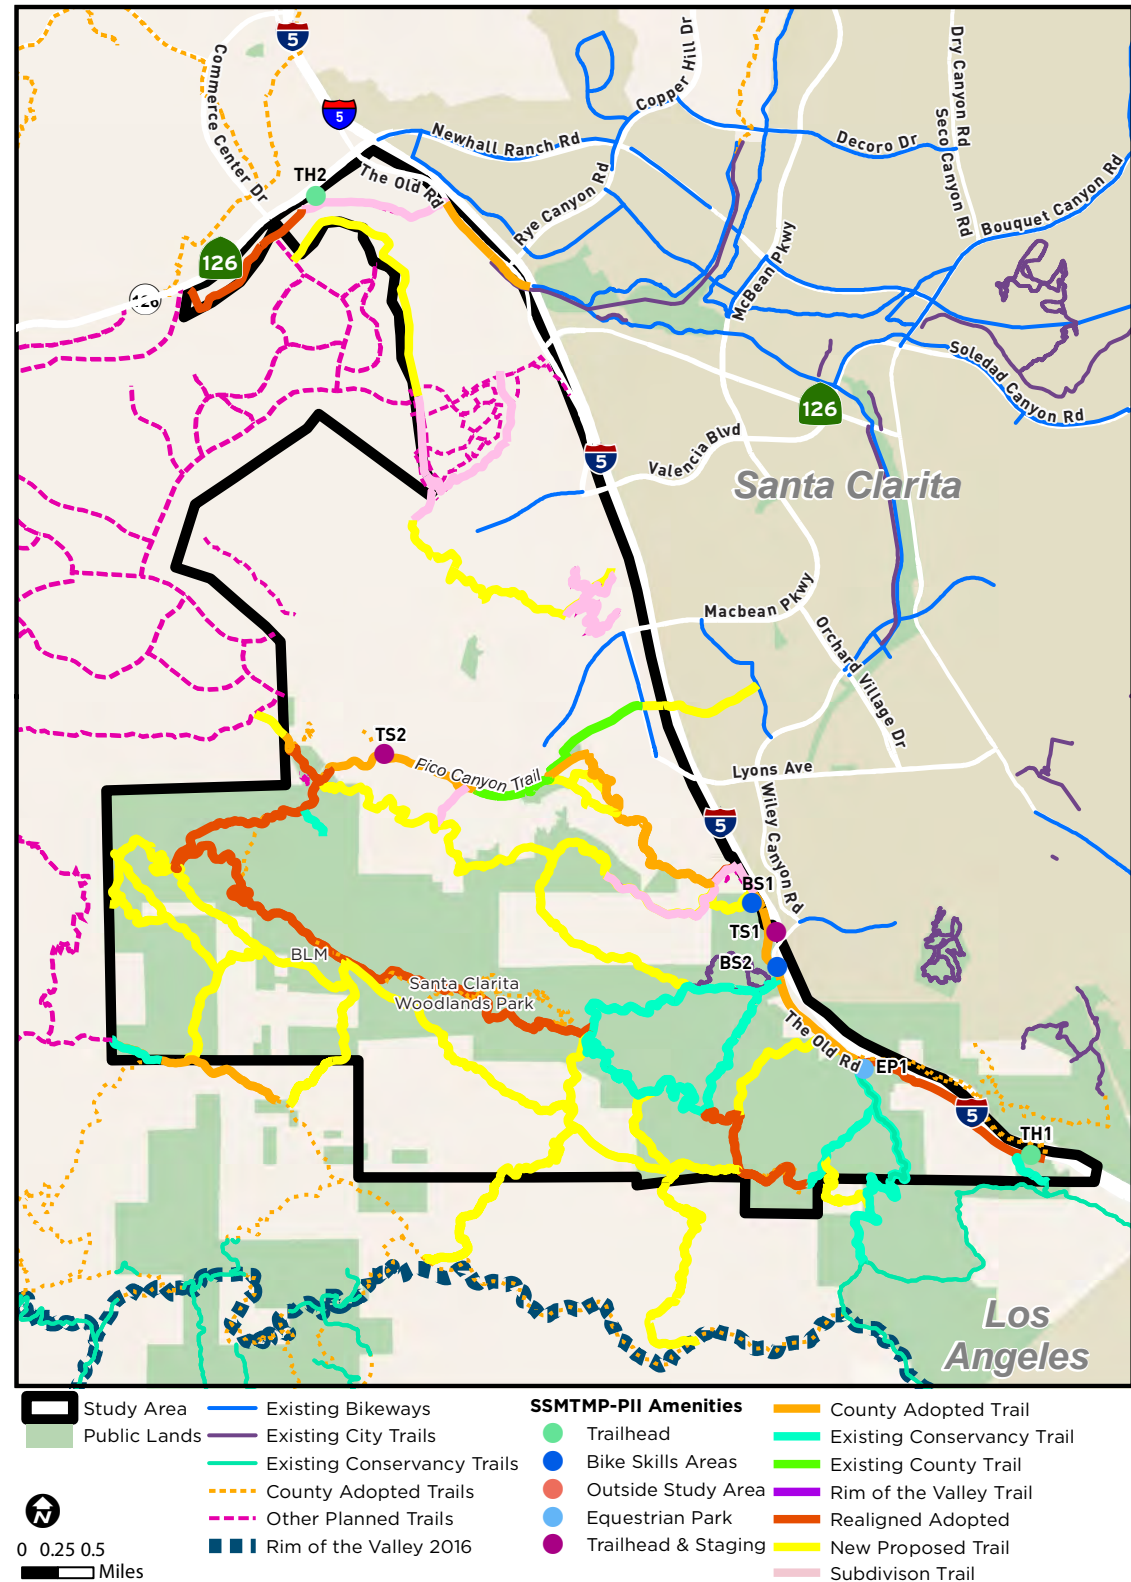 5
5
Commerce Center Dr
Copper Hill Dr
Dry Canyon Rd
Seco Canyon Rd
Newhall Ranch Rd
Decoro Dr
TH2
The Old Rd
Rye Canyon Rd
Bouquet Canyon Rd
126
126
McBean Pkwy
Soledad Canyon Rd
126
Valencia Blvd
5
Santa Clarita
Macbean Pkwy
Orchard Village Dr
TS2
Pico Canyon Trail
Lyons Ave
Wiley Canyon Rd
5
BS1
TS1
BS2
BLM
Santa Clarita
Woodlands Park
The Old Rd
EP1
5
TH1
Los
Angeles
Study Area
Public Lands
N
0 0.25 0.5
Miles
Existing Bikeways
Existing City Trails
Existing Conservancy Trails
County Adopted Trails
Other Planned Trails
Rim of the Valley 2016
SSMTMP-PII Amenities
Trailhead
Bike Skills Areas
Outside Study Area
Equestrian Park
Trailhead & Staging
County Adopted Trail
Existing Conservancy Trail
Existing County Trail
Rim of the Valley Trail
Realigned Adopted
New Proposed Trail
Subdivison Trail